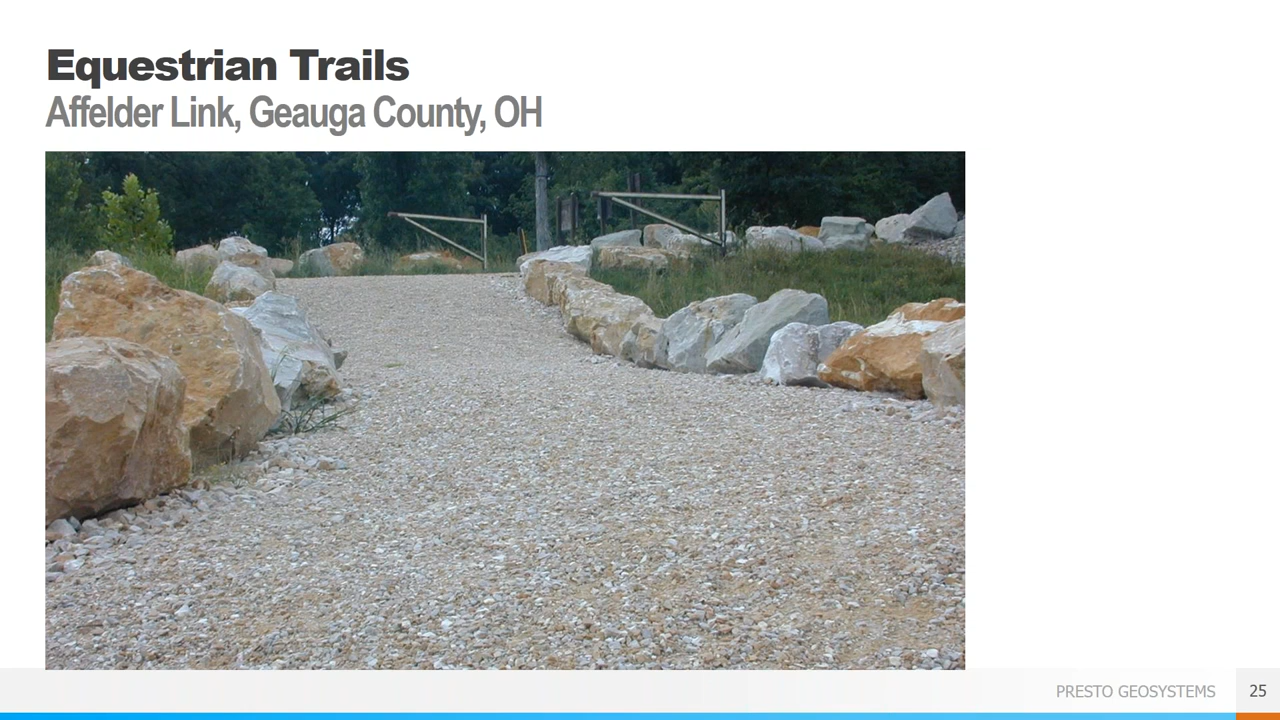 Equestrian Trails
Affelder Link, Geauga County, OH
PRESTO GEOSYSTEMS
25